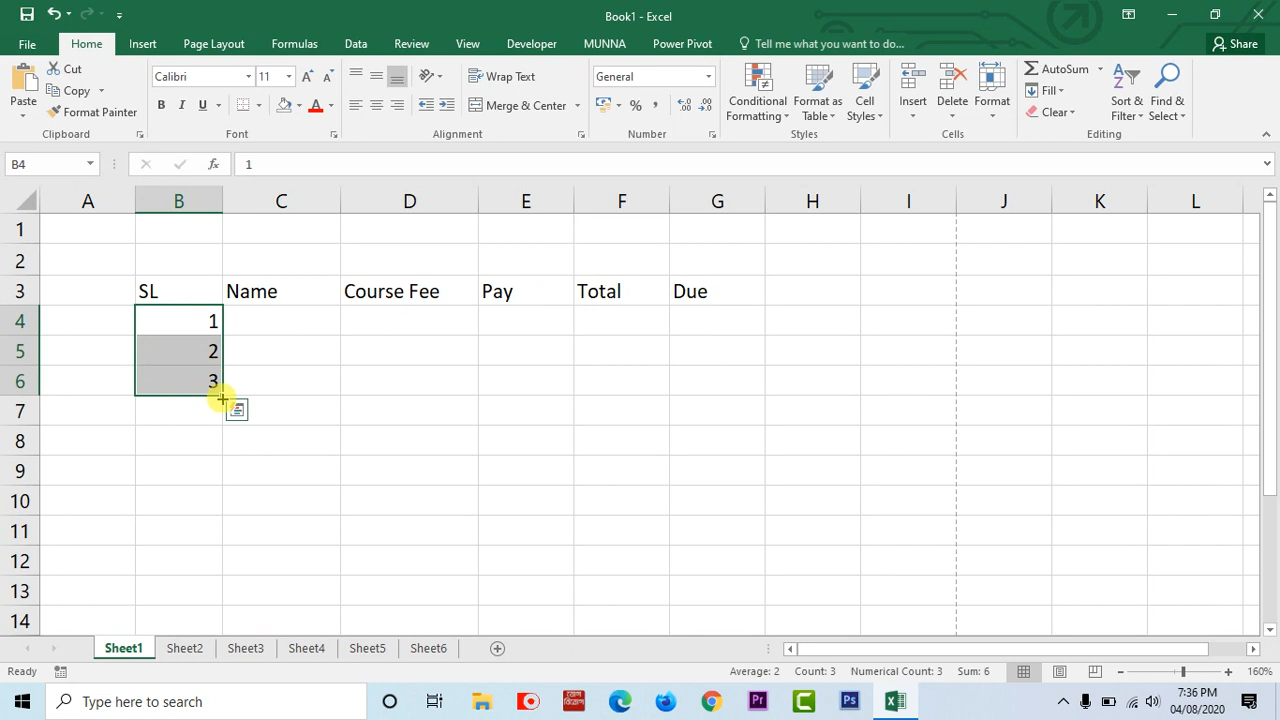 Book1 - Excel
File Home Insert Page Layout Formulas Data Review View Developer MUNNA Power Pivot Tell me what you want to do... Share
Paste
Cut
Copy
Format Painter
Clipboard
Calibri 11
B I U A
Font
Wrap Text
Merge & Center
Alignment
General
Number
Conditional Formatting
Format as Table
Cell Styles
Styles
Insert
Delete
Format
Cells
AutoSum
Fill
Clear
Sort & Filter
Find & Select
Editing
B4 fx 1
A B C D E F G H I J K L
1
2
3 SL Name Course Fee Pay Total Due
4 1
5 2
6 3
7
8
9
10
11
12
13
14
Sheet1 Sheet2 Sheet3 Sheet4 Sheet5 Sheet6
Ready Average: 2 Count: 3 Numerical Count: 3 Sum: 6 160%
Type here to search
7:36 PM
04/08/2020